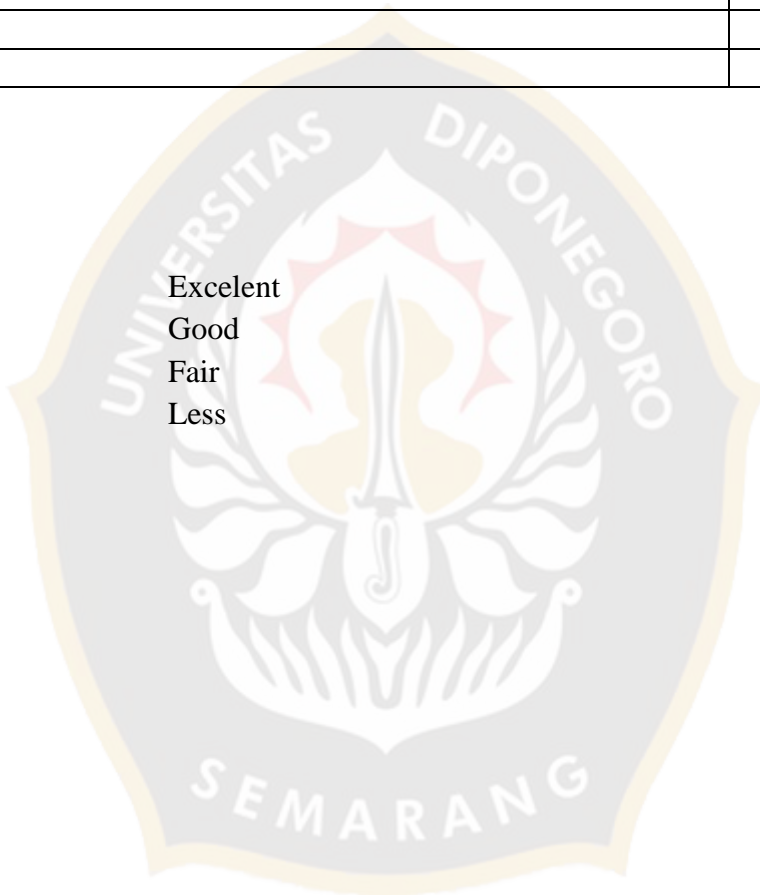 UNIVERSITAS DIPONEGORO
Excelent
Good
Fair
Less
SEMARANG